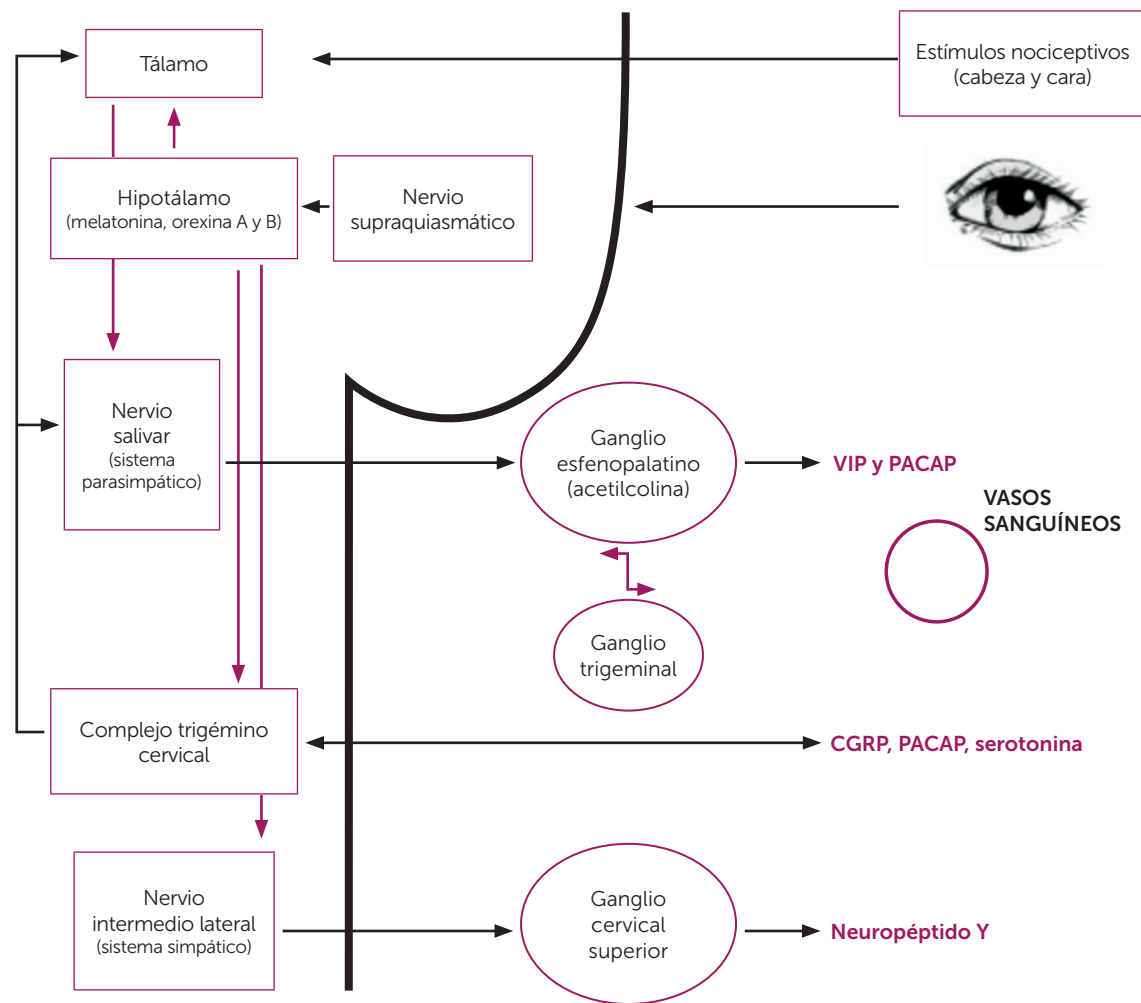 Tálamo
Estímulos nociceptivos
(cabeza y cara)
Hipotálamo
(melatonina, orexina A y B)
Nervio
supraquiasmático
Nervio
salivar
(sistema
parasimpático)
Ganglio
esfenopalatino
(acetilcolina)
VIP y PACAP
VASOS
SANGUÍNEOS
Ganglio
trigeminal
Complejo trigémino
cervical
CGRP, PACAP, serotonina
Nervio
intermedio lateral
(sistema simpático)
Ganglio
cervical
superior
Neuropéptido Y